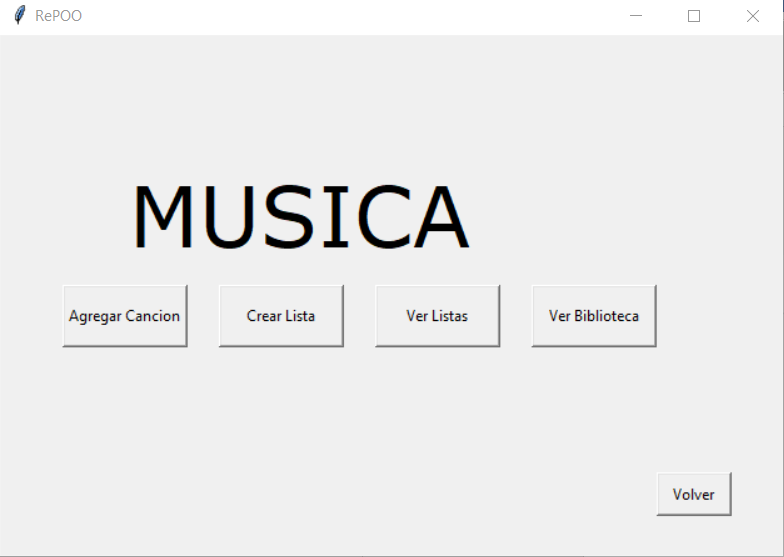 RePOO
MUSICA
Agregar Cancion Crear Lista Ver Listas Ver Biblioteca
Volver